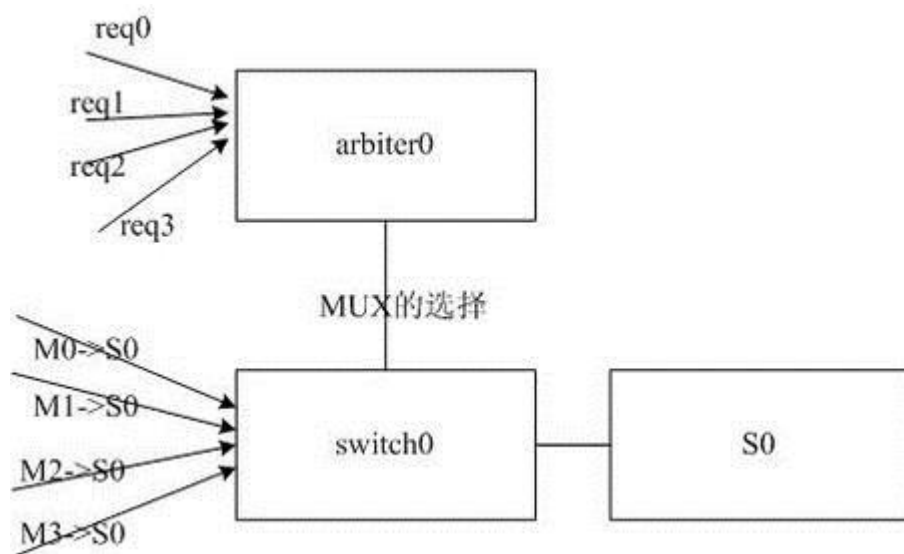 req0
req1
req2
req3
arbiter0
MUX的选择
M0->S0
M1->S0
M2->S0
M3->S0
switch0
S0